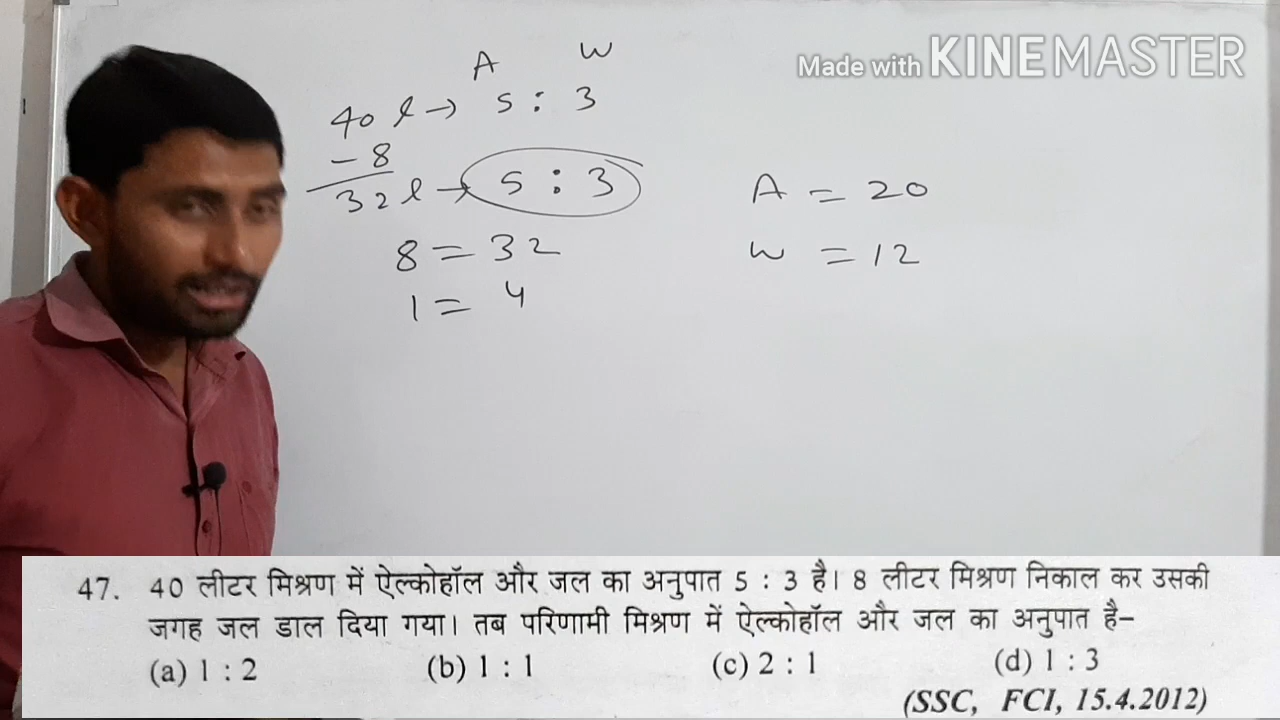 Made with KINEMASTER
A W
40 l → 5 : 3
- 8
32 l → 5 : 3
A = 20
8 = 32
W = 12
1 = 4
47. 40 लीटर मिश्रण में ऐल्कोहॉल और जल का अनुपात 5 : 3 है। 8 लीटर मिश्रण निकाल कर उसकी
जगह जल डाल दिया गया। तब परिणामी मिश्रण में ऐल्कोहॉल और जल का अनुपात है–
(a) 1 : 2 (b) 1 : 1 (c) 2 : 1 (d) 1 : 3
(SSC, FCI, 15.4.2012)